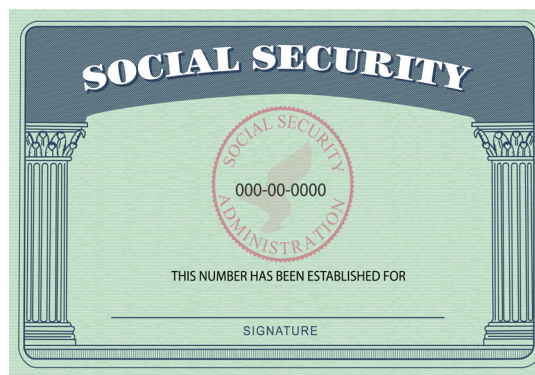 SOCIAL SECURITY
SOCIAL SECURITY
000-00-0000
ADMINISTRATION
THIS NUMBER HAS BEEN ESTABLISHED FOR
SIGNATURE